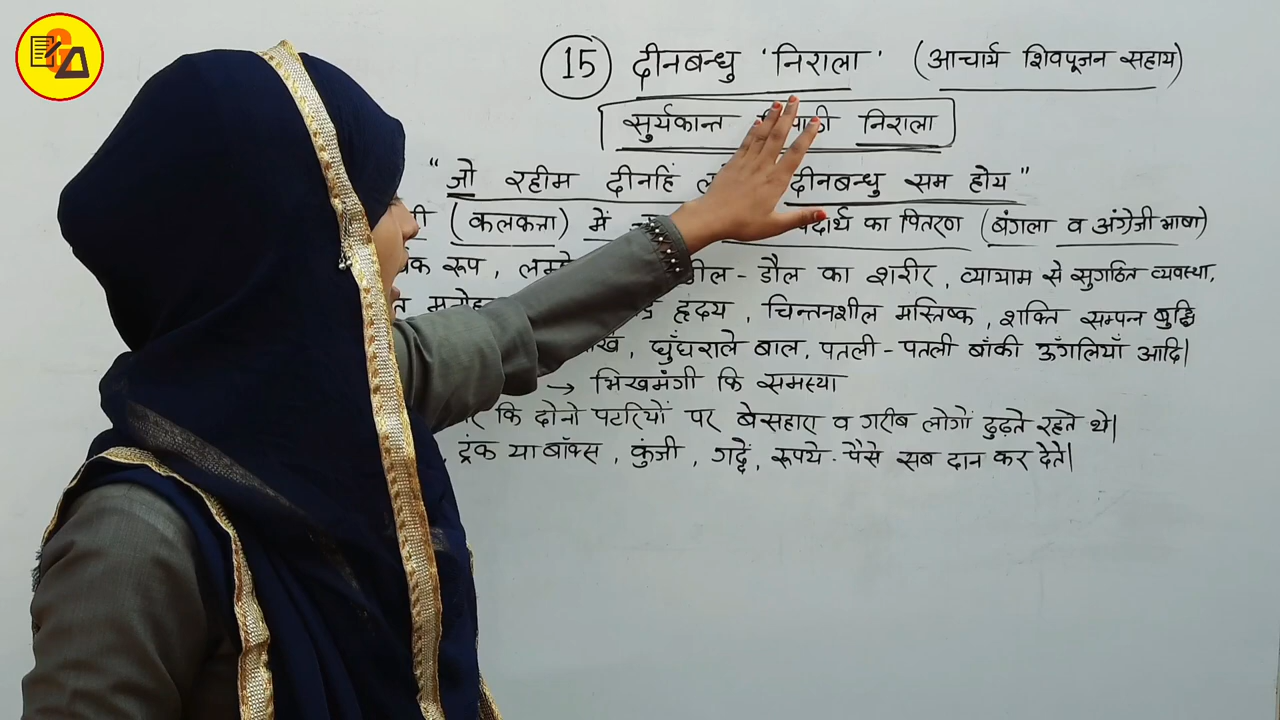 15 दीनबन्धु 'निराला' (आचार्य शिवपूजन सहाय)
सुर्यकान्त निराला
"जो रहीम दीनहिं दीनबन्धु सम होय"
(कलकत्ता) में का वितरण (बंगला व अंग्रेजी भाषा)
रूप, डौल का शरीर, व्यायाम से सुगठित व्यवस्था,
हृदय, चिन्तनशील मस्तिष्क, शक्ति सम्पन बुद्धि
घुँघराले बाल, पतली-पतली बाँकी ऊँगलियाँ आदि।
→ भिखमंगी कि समस्या
कि दोनो पटरियों पर बेसहारा व गरीब लोगों ढुढ़ते रहते थे।
, ट्रंक या बॉक्स, कुंजी, गद्दें, रूपये-पैसे सब दान कर देते।